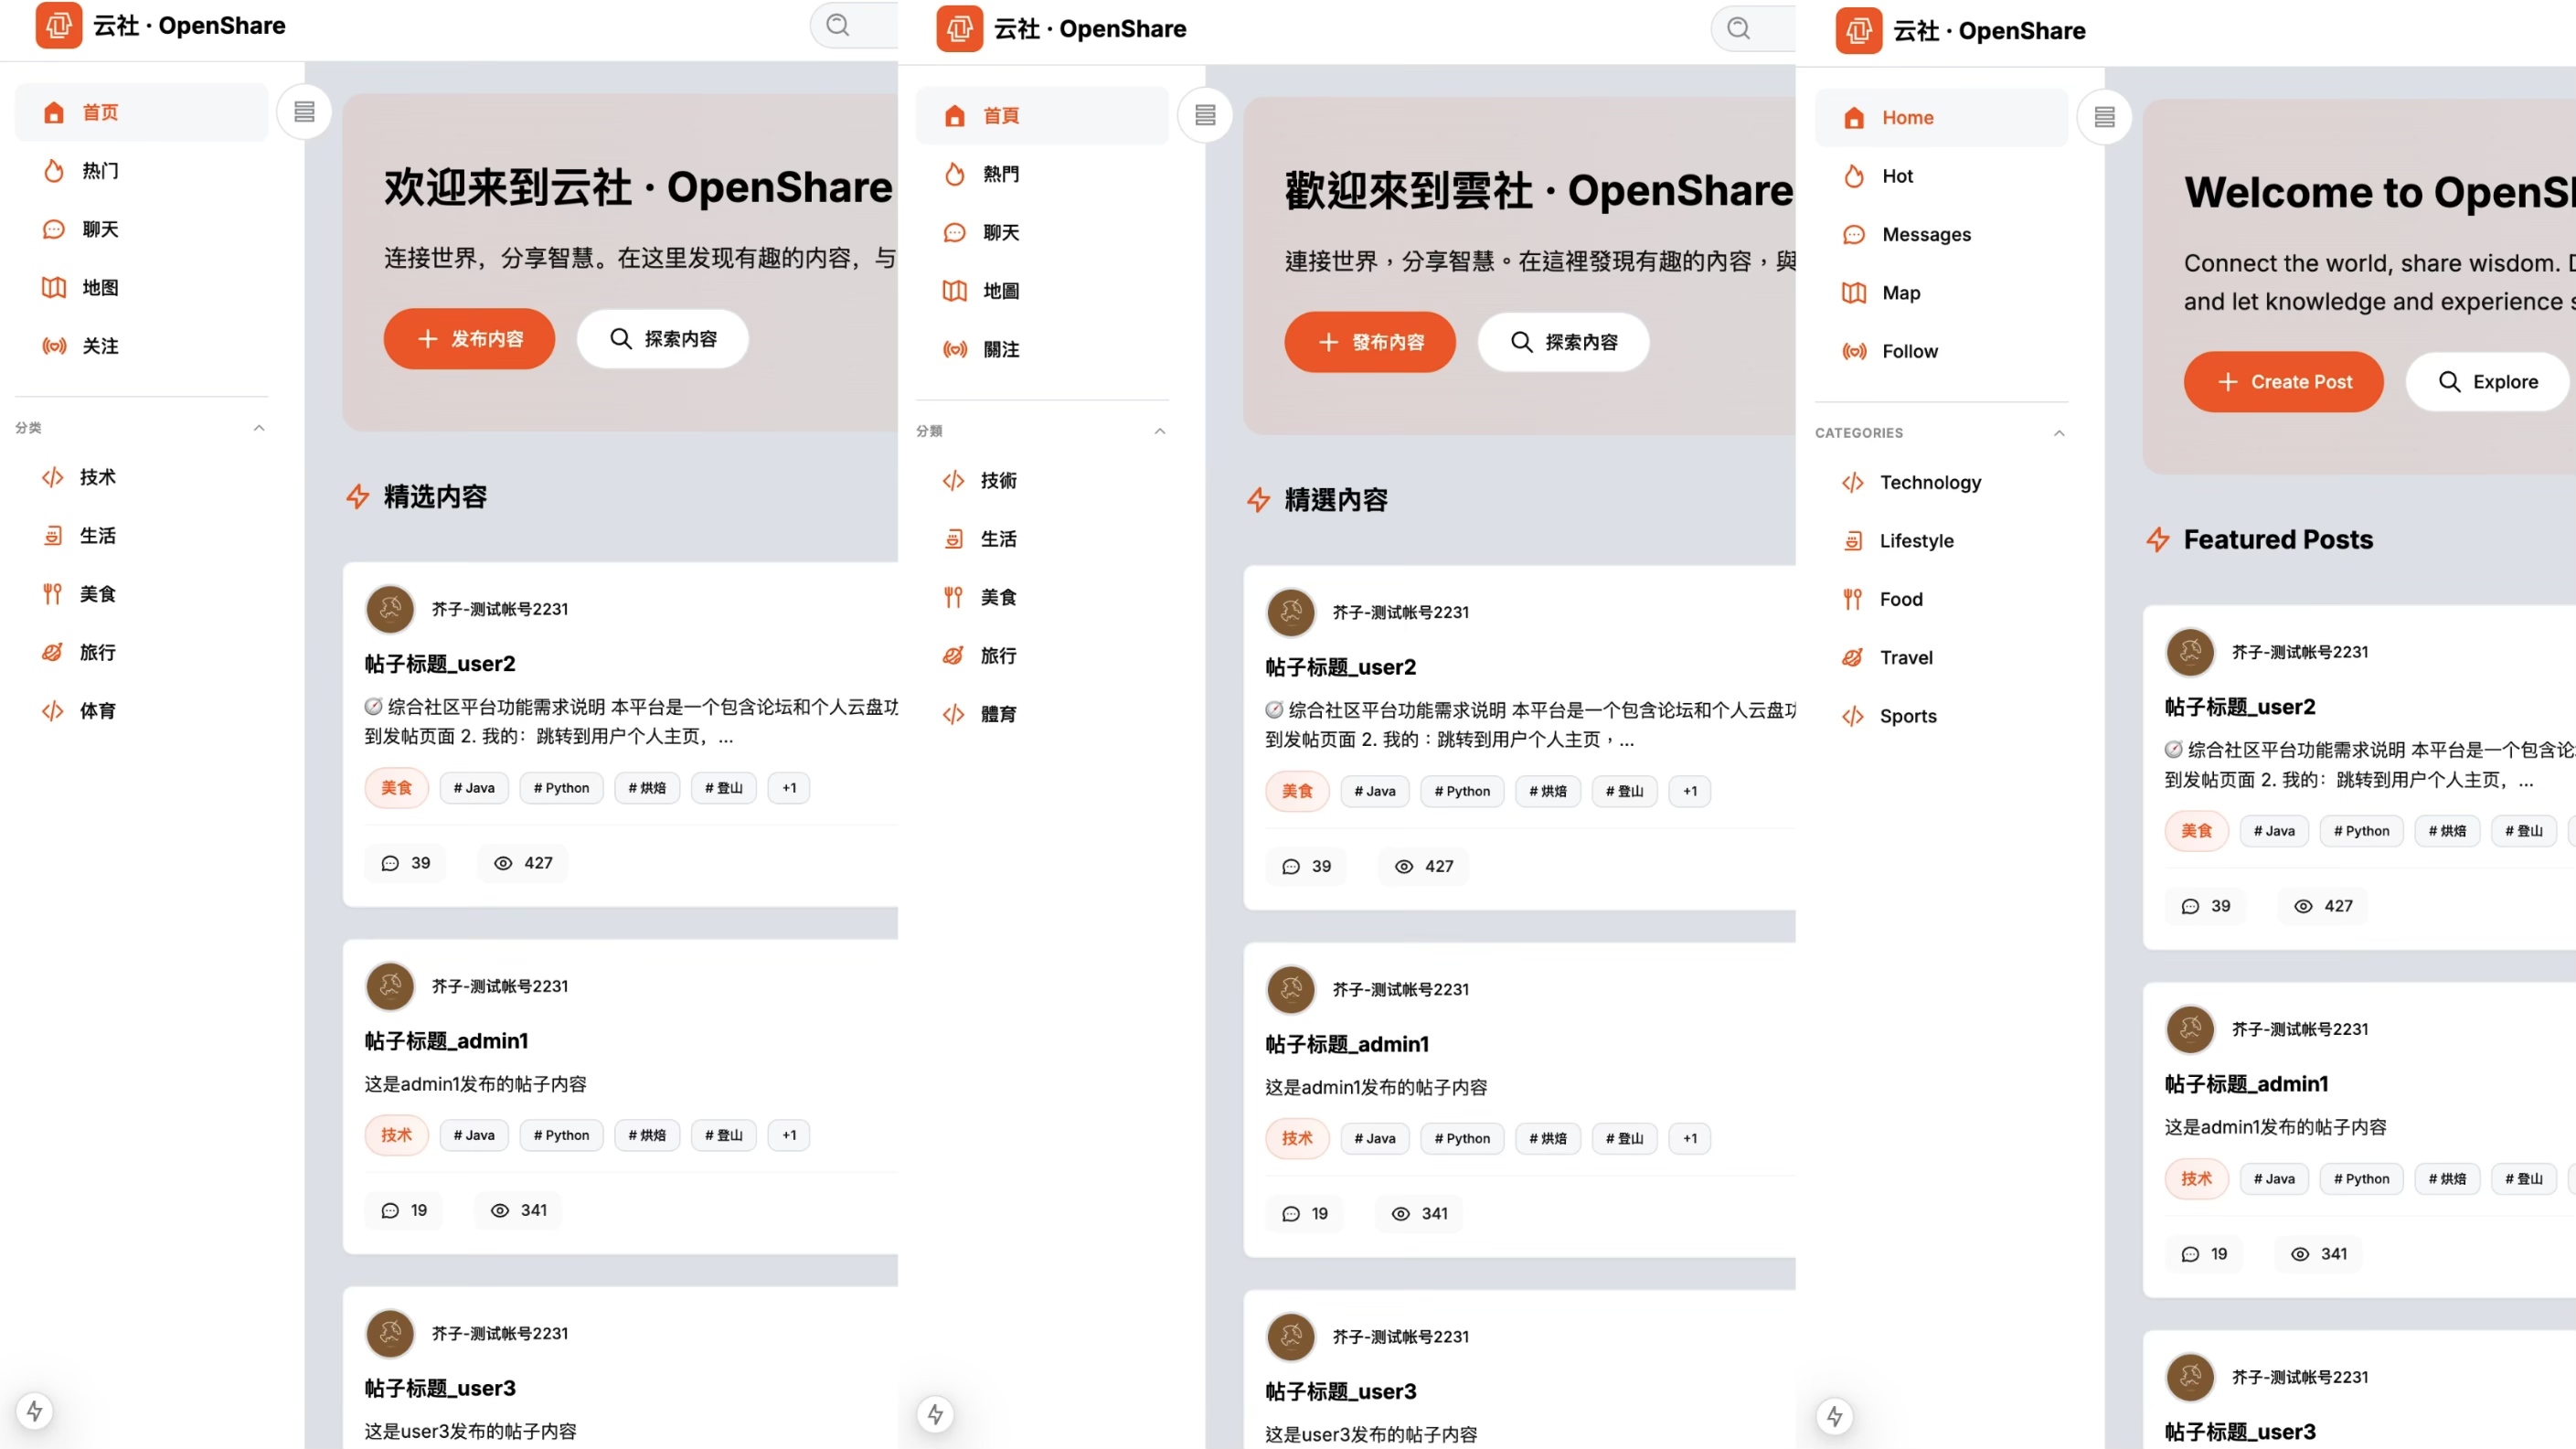 云社 · OpenShare
首页
热门
聊天
地图
关注
分类
技术
生活
美食
旅行
体育
欢迎来到云社 · OpenShare
连接世界，分享智慧。在这里发现有趣的内容，与
发布内容
探索内容
精选内容
芥子-测试帐号2231
帖子标题_user2
综合社区平台功能需求说明 本平台是一个包含论坛和个人云盘功
到发帖页面 2. 我的：跳转到用户个人主页，...
美食 # Java # Python # 烘焙 # 登山 +1
39 427
芥子-测试帐号2231
帖子标题_admin1
这是admin1发布的帖子内容
技术 # Java # Python # 烘焙 # 登山 +1
19 341
芥子-测试帐号2231
帖子标题_user3
这是user3发布的帖子内容
云社 · OpenShare
首頁
熱門
聊天
地圖
關注
分類
技術
生活
美食
旅行
體育
歡迎來到雲社 · OpenShare
連接世界，分享智慧。在這裡發現有趣的內容，與
發布內容
探索內容
精選內容
芥子-测试帐号2231
帖子标题_user2
综合社区平台功能需求说明 本平台是一个包含论坛和个人云盘功
到发帖页面 2. 我的：跳转到用户个人主页，...
美食 # Java # Python # 烘焙 # 登山 +1
39 427
芥子-测试帐号2231
帖子标题_admin1
这是admin1发布的帖子内容
技术 # Java # Python # 烘焙 # 登山 +1
19 341
芥子-测试帐号2231
帖子标题_user3
这是user3发布的帖子内容
云社 · OpenShare
Home
Hot
Messages
Map
Follow
CATEGORIES
Technology
Lifestyle
Food
Travel
Sports
Welcome to OpenS
Connect the world, share wisdom.
and let knowledge and experience s
Create Post
Explore
Featured Posts
芥子-测试帐号2231
帖子标题_user2
综合社区平台功能需求说明 本平台是一个包含论
到发帖页面 2. 我的：跳转到用户个人主页，...
美食 # Java # Python # 烘焙 # 登山
39 427
芥子-测试帐号2231
帖子标题_admin1
这是admin1发布的帖子内容
技术 # Java # Python # 烘焙 # 登山
19 341
芥子-测试帐号2231
帖子标题_user3